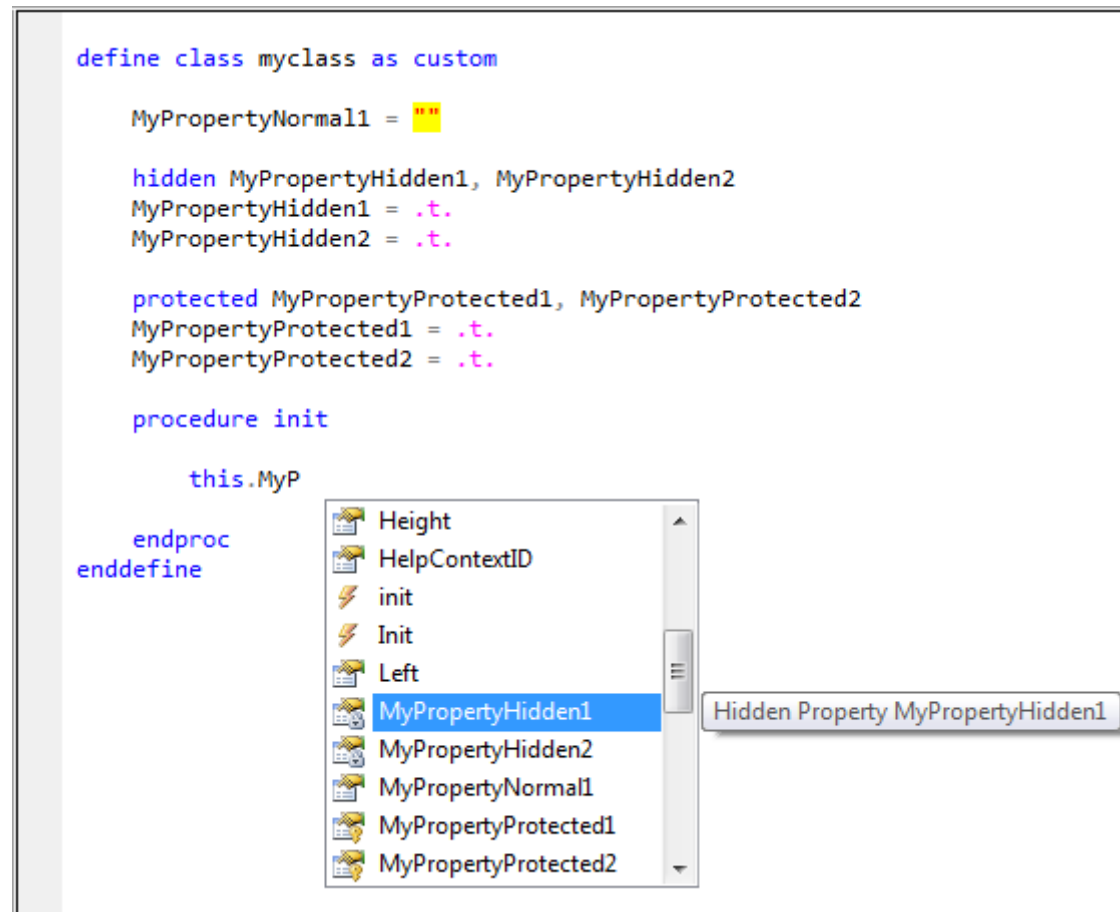 define class myclass as custom
MyPropertyNormal1 = ""
hidden MyPropertyHidden1, MyPropertyHidden2
MyPropertyHidden1 = .t.
MyPropertyHidden2 = .t.
protected MyPropertyProtected1, MyPropertyProtected2
MyPropertyProtected1 = .t.
MyPropertyProtected2 = .t.
procedure init
this.MyP
endproc
enddefine
Height
HelpContextID
init
Init
Left
MyPropertyHidden1
Hidden Property MyPropertyHidden1
MyPropertyHidden2
MyPropertyNormal1
MyPropertyProtected1
MyPropertyProtected2